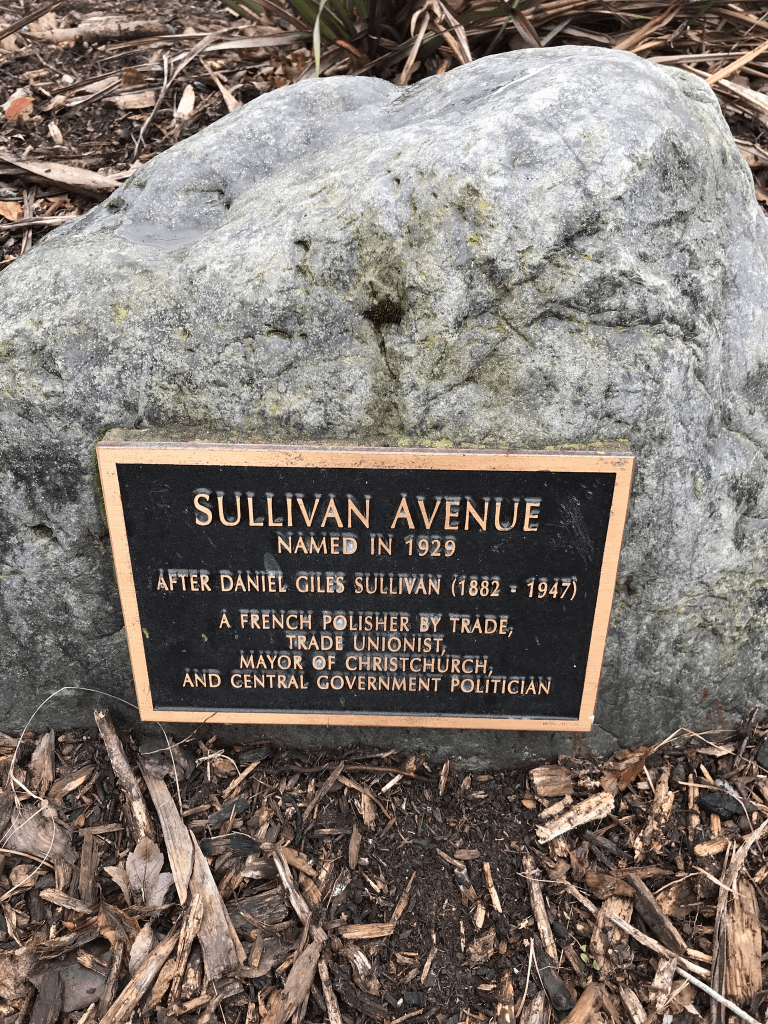 SULLIVAN AVENUE
NAMED IN 1929
AFTER DANIEL GILES SULLIVAN (1882 - 1947)
A FRENCH POLISHER BY TRADE,
TRADE UNIONIST,
MAYOR OF CHRISTCHURCH,
AND CENTRAL GOVERNMENT POLITICIAN